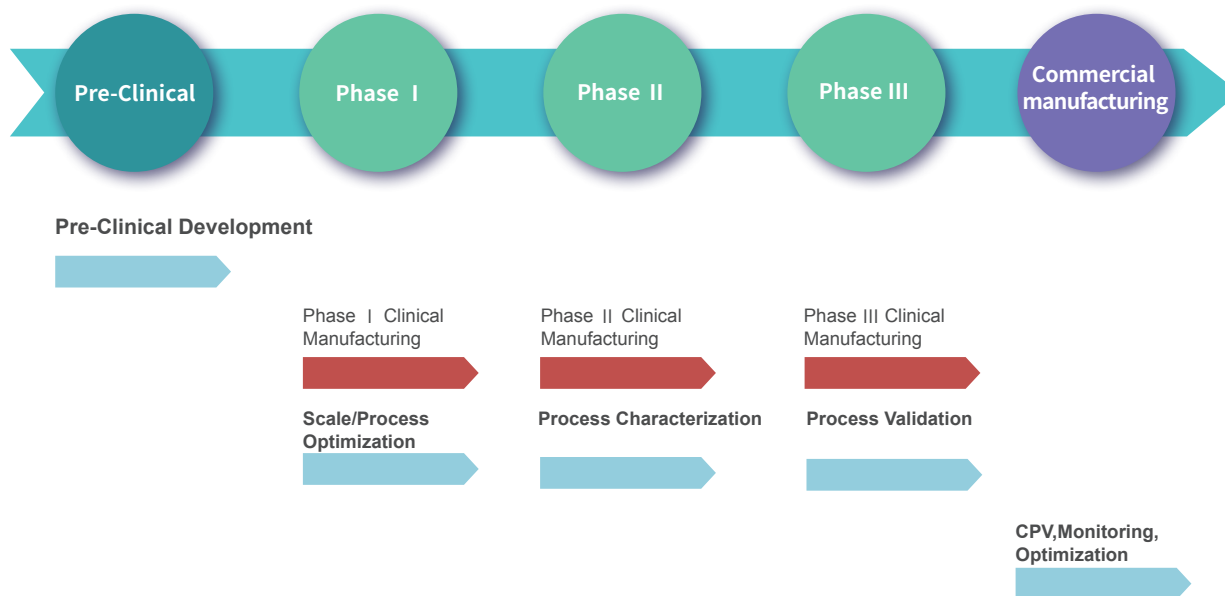 Pre-Clinical
Phase I
Phase II
Phase III
Commercial
manufacturing
Pre-Clinical Development
Phase I Clinical
Manufacturing
Phase II Clinical
Manufacturing
Phase III Clinical
Manufacturing
Scale/Process
Optimization
Process Characterization
Process Validation
CPV,Monitoring,
Optimization